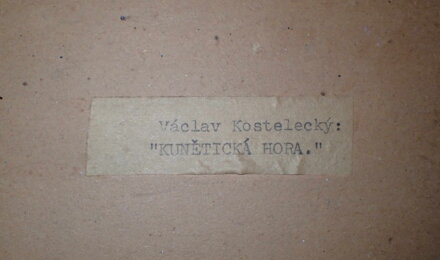 Václav Kostelecký:
"KUNĚTICKÁ HORA."